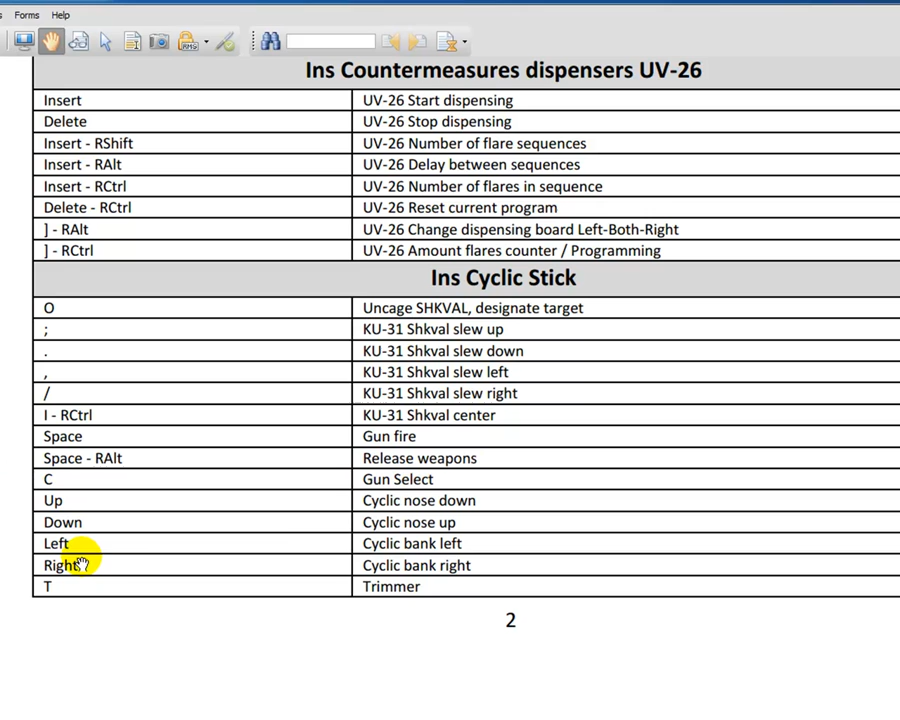 Forms Help
RMS
Ins Countermeasures dispensers UV-26
Insert UV-26 Start dispensing
Delete UV-26 Stop dispensing
Insert - RShift UV-26 Number of flare sequences
Insert - RAlt UV-26 Delay between sequences
Insert - RCtrl UV-26 Number of flares in sequence
Delete - RCtrl UV-26 Reset current program
] - RAlt UV-26 Change dispensing board Left-Both-Right
] - RCtrl UV-26 Amount flares counter / Programming
Ins Cyclic Stick
O Uncage SHKVAL, designate target
; KU-31 Shkval slew up
. KU-31 Shkval slew down
, KU-31 Shkval slew left
/ KU-31 Shkval slew right
I - RCtrl KU-31 Shkval center
Space Gun fire
Space - RAlt Release weapons
C Gun Select
Up Cyclic nose down
Down Cyclic nose up
Left Cyclic bank left
Right Cyclic bank right
T Trimmer
2